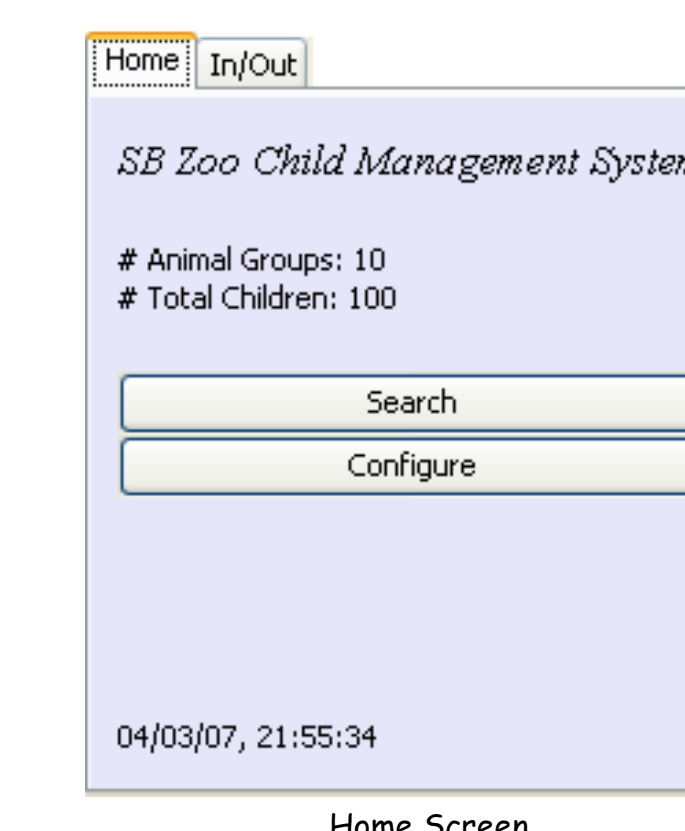 Home In/Out
SB Zoo Child Management System
# Animal Groups: 10
# Total Children: 100
Search
Configure
04/03/07, 21:55:34
Home Screen